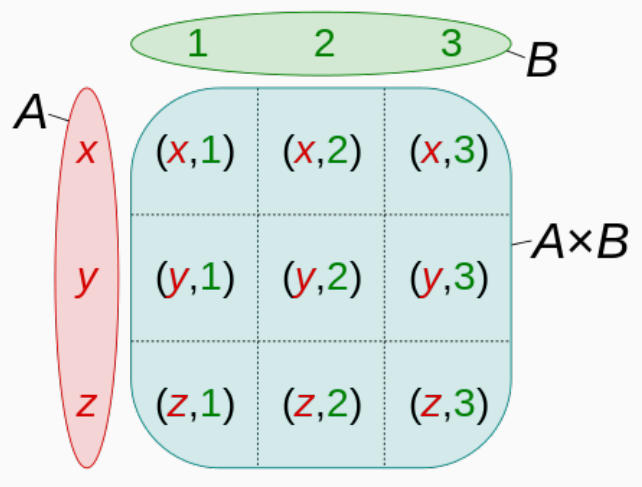 1 2 3 B
A
x (x,1) (x,2) (x,3)
A×B
y (y,1) (y,2) (y,3)
z (z,1) (z,2) (z,3)